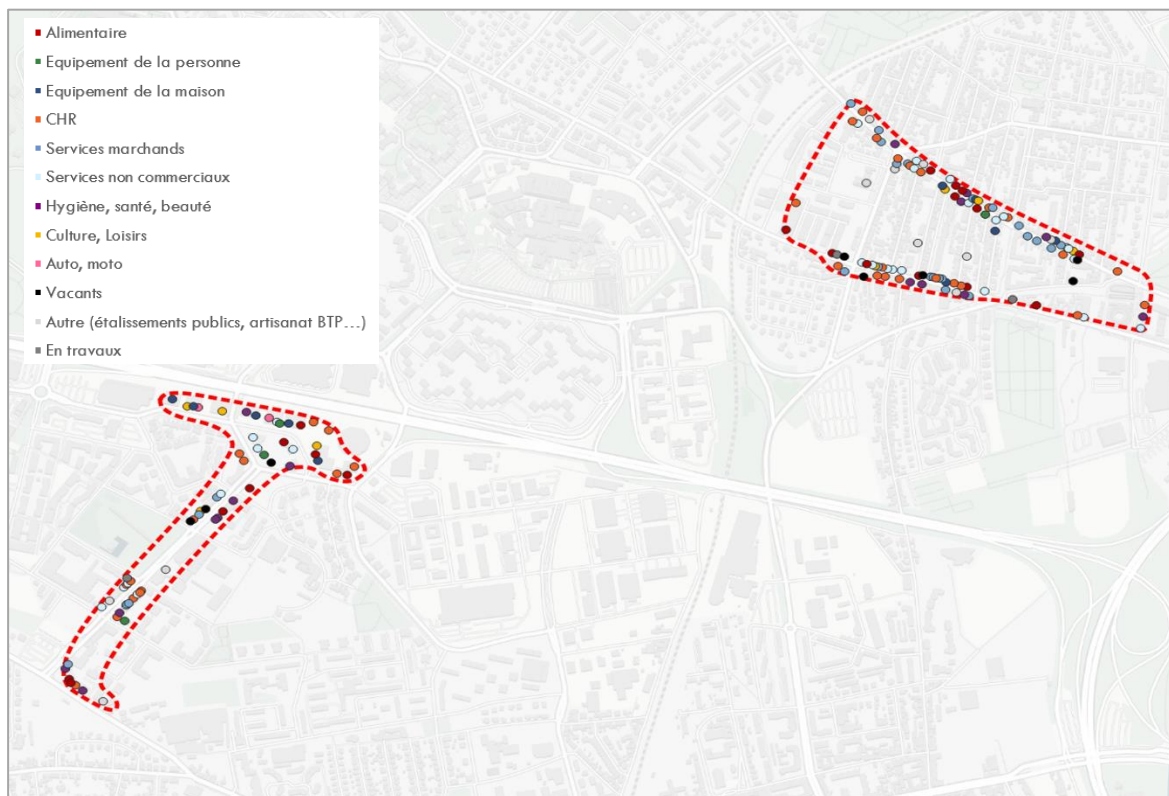 Alimentaire
Equipement de la personne
Equipement de la maison
CHR
Services marchands
Services non commerciaux
Hygiène, santé, beauté
Culture, Loisirs
Auto, moto
Vacants
Autre (étalissements publics, artisanat BTP...)
En travaux